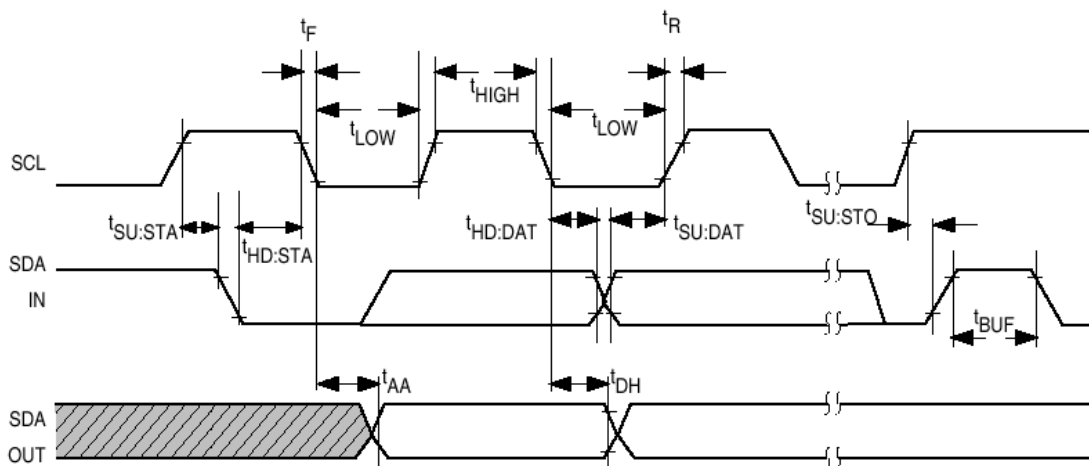 tF
tR
tHIGH
tLOW
tLOW
SCL
tSU:STA
tHD:STA
tHD:DAT
tSU:DAT
tSU:STO
SDA
IN
tBUF
tAA
tDH
SDA
OUT